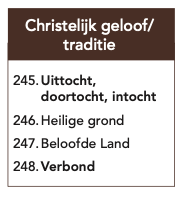 Christelijk geloof/
traditie
245. Uittocht,
doortocht, intocht
246. Heilige grond
247. Beloofde Land
248. Verbond